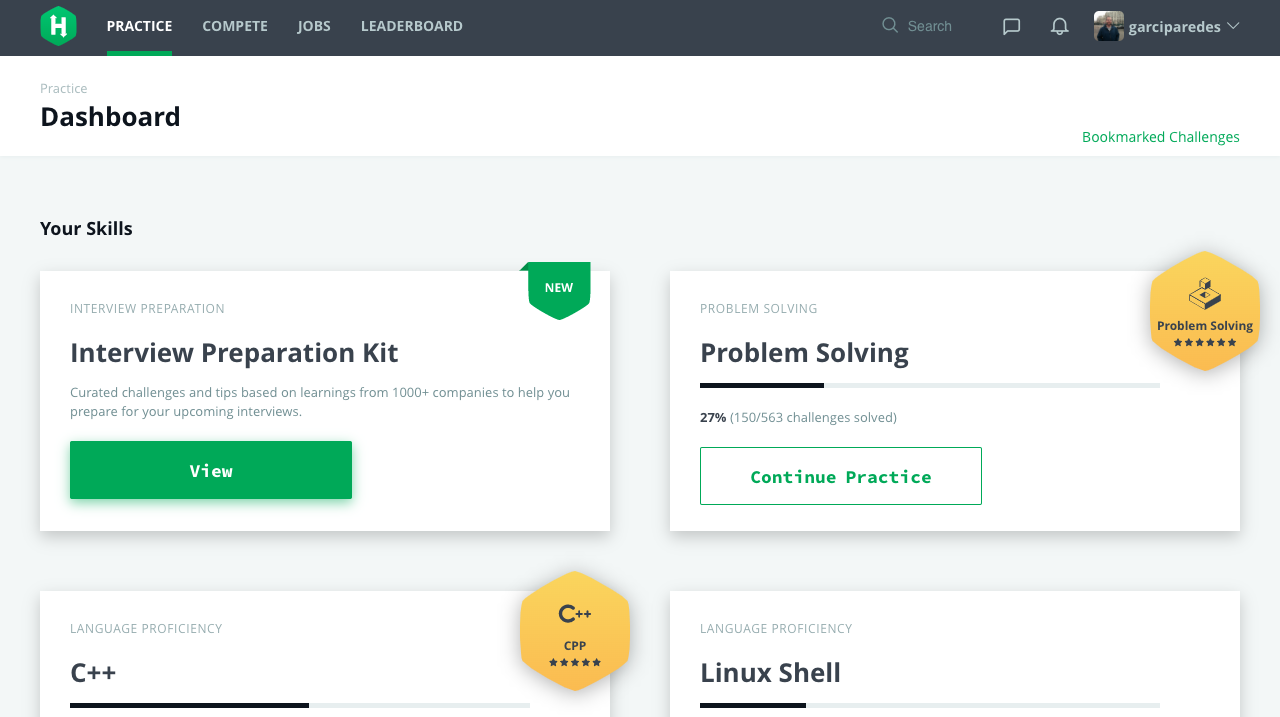 H
PRACTICE COMPETE JOBS LEADERBOARD Search garciparedes
Practice
Dashboard
Bookmarked Challenges
Your Skills
NEW
INTERVIEW PREPARATION
Interview Preparation Kit
Curated challenges and tips based on learnings from 1000+ companies to help you
prepare for your upcoming interviews.
View
PROBLEM SOLVING
Problem Solving
Problem Solving
27% (150/563 challenges solved)
Continue Practice
LANGUAGE PROFICIENCY
C++
C++
CPP
LANGUAGE PROFICIENCY
Linux Shell